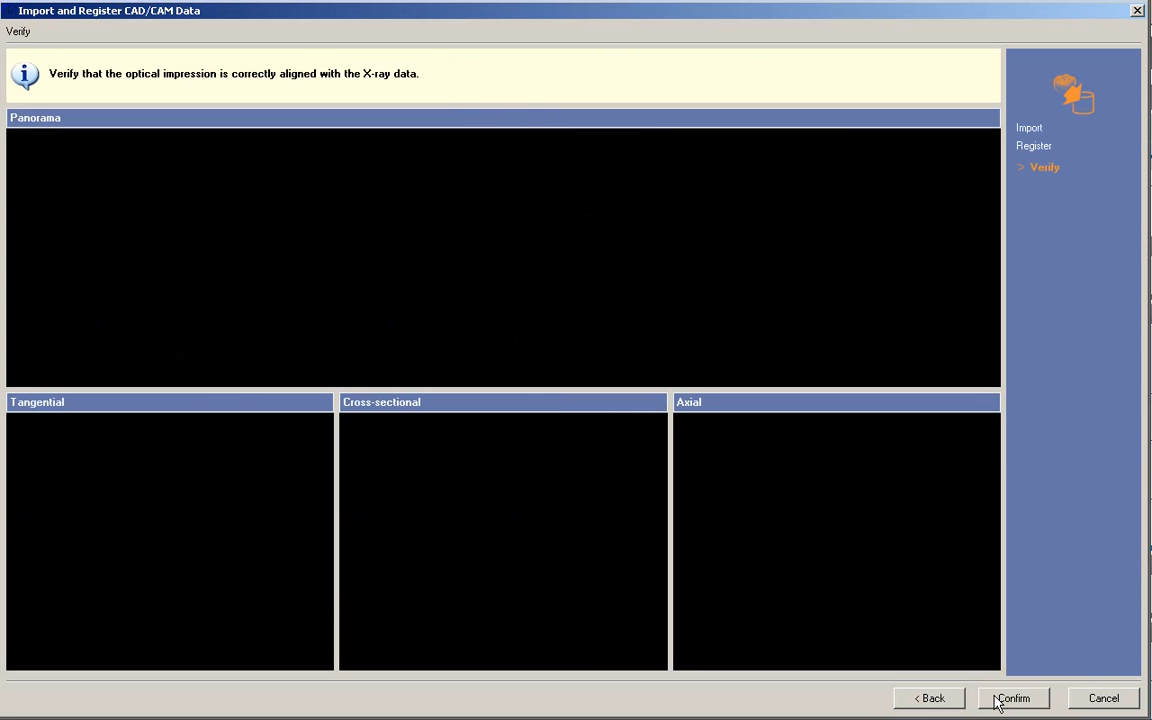 Import and Register CAD/CAM Data
Verify
Verify that the optical impression is correctly aligned with the X-ray data.
Panorama
Import
Register
> Verify
Tangential
Cross-sectional
Axial
< Back
Confirm
Cancel